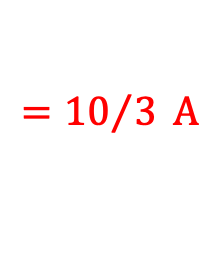 = 10/3 A